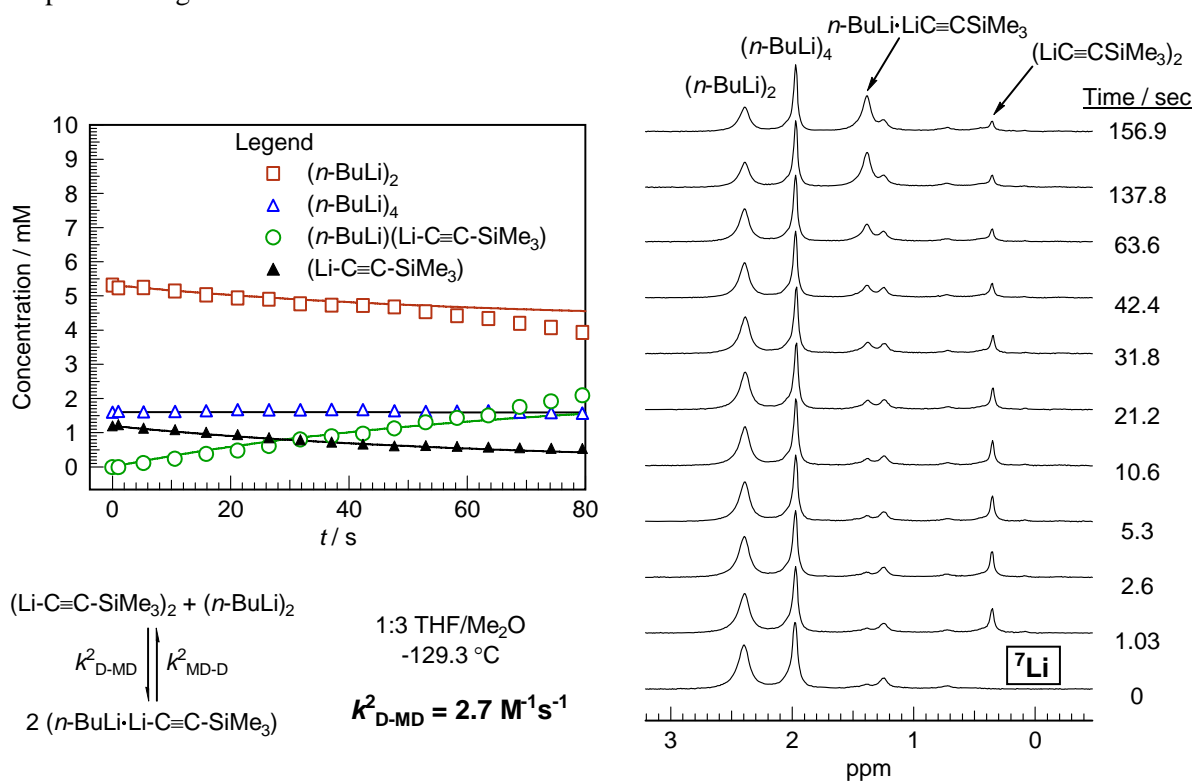 n-BuLi·LiC≡CSiMe3
(n-BuLi)4
(LiC≡CSiMe3)2
(n-BuLi)2
Time / sec
156.9
137.8
63.6
42.4
31.8
21.2
10.6
5.3
2.6
1.03
0
7Li
3
2
1
0
ppm
Legend
(n-BuLi)2
(n-BuLi)4
(n-BuLi)(Li-C≡C-SiMe3)
(Li-C≡C-SiMe3)
Concentration / mM
10
9
8
7
6
5
4
3
2
1
0
0
20
40
60
80
t / s
(Li-C≡C-SiMe3)2 + (n-BuLi)2
k2D-MD
k2MD-D
2 (n-BuLi·Li-C≡C-SiMe3)
1:3 THF/Me2O
-129.3 °C
k2D-MD = 2.7 M-1s-1